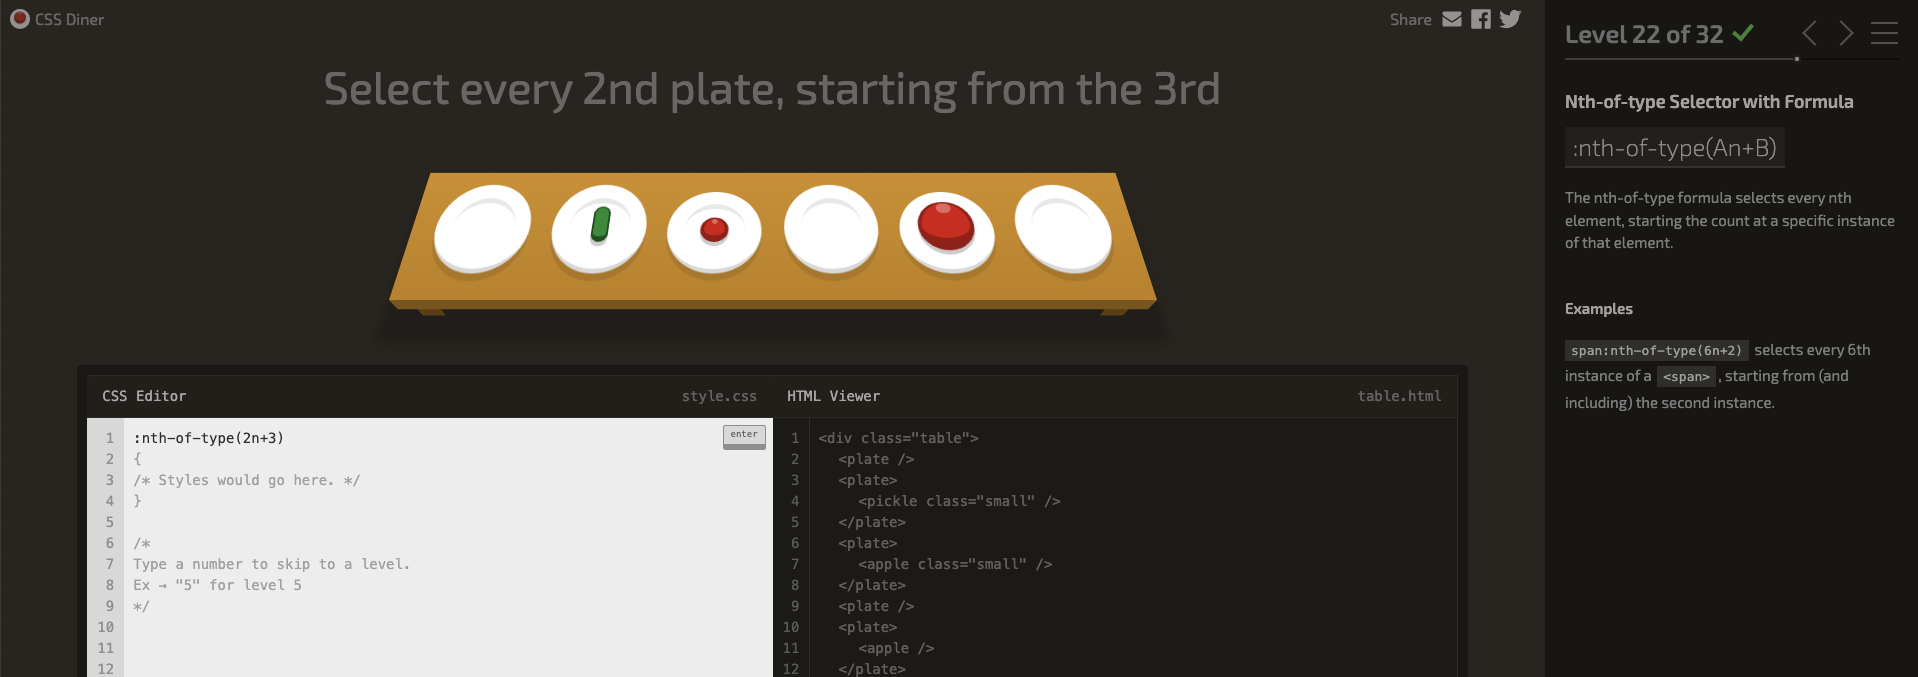 CSS Diner
Share
Select every 2nd plate, starting from the 3rd
CSS Editor
style.css
1 :nth-of-type(2n+3)
enter
2 {
3 /* Styles would go here. */
4 }
5
6 /*
7 Type a number to skip to a level.
8 Ex → "5" for level 5
9 */
10
11
12
HTML Viewer
table.html
1 <div class="table">
2 <plate />
3 <plate>
4 <pickle class="small" />
5 </plate>
6 <plate>
7 <apple class="small" />
8 </plate>
9 <plate />
10 <plate>
11 <apple />
12 </plate>
Level 22 of 32
Nth-of-type Selector with Formula
:nth-of-type(An+B)
The nth-of-type formula selects every nth
element, starting the count at a specific instance
of that element.
Examples
span:nth-of-type(6n+2) selects every 6th
instance of a <span> , starting from (and
including) the second instance.